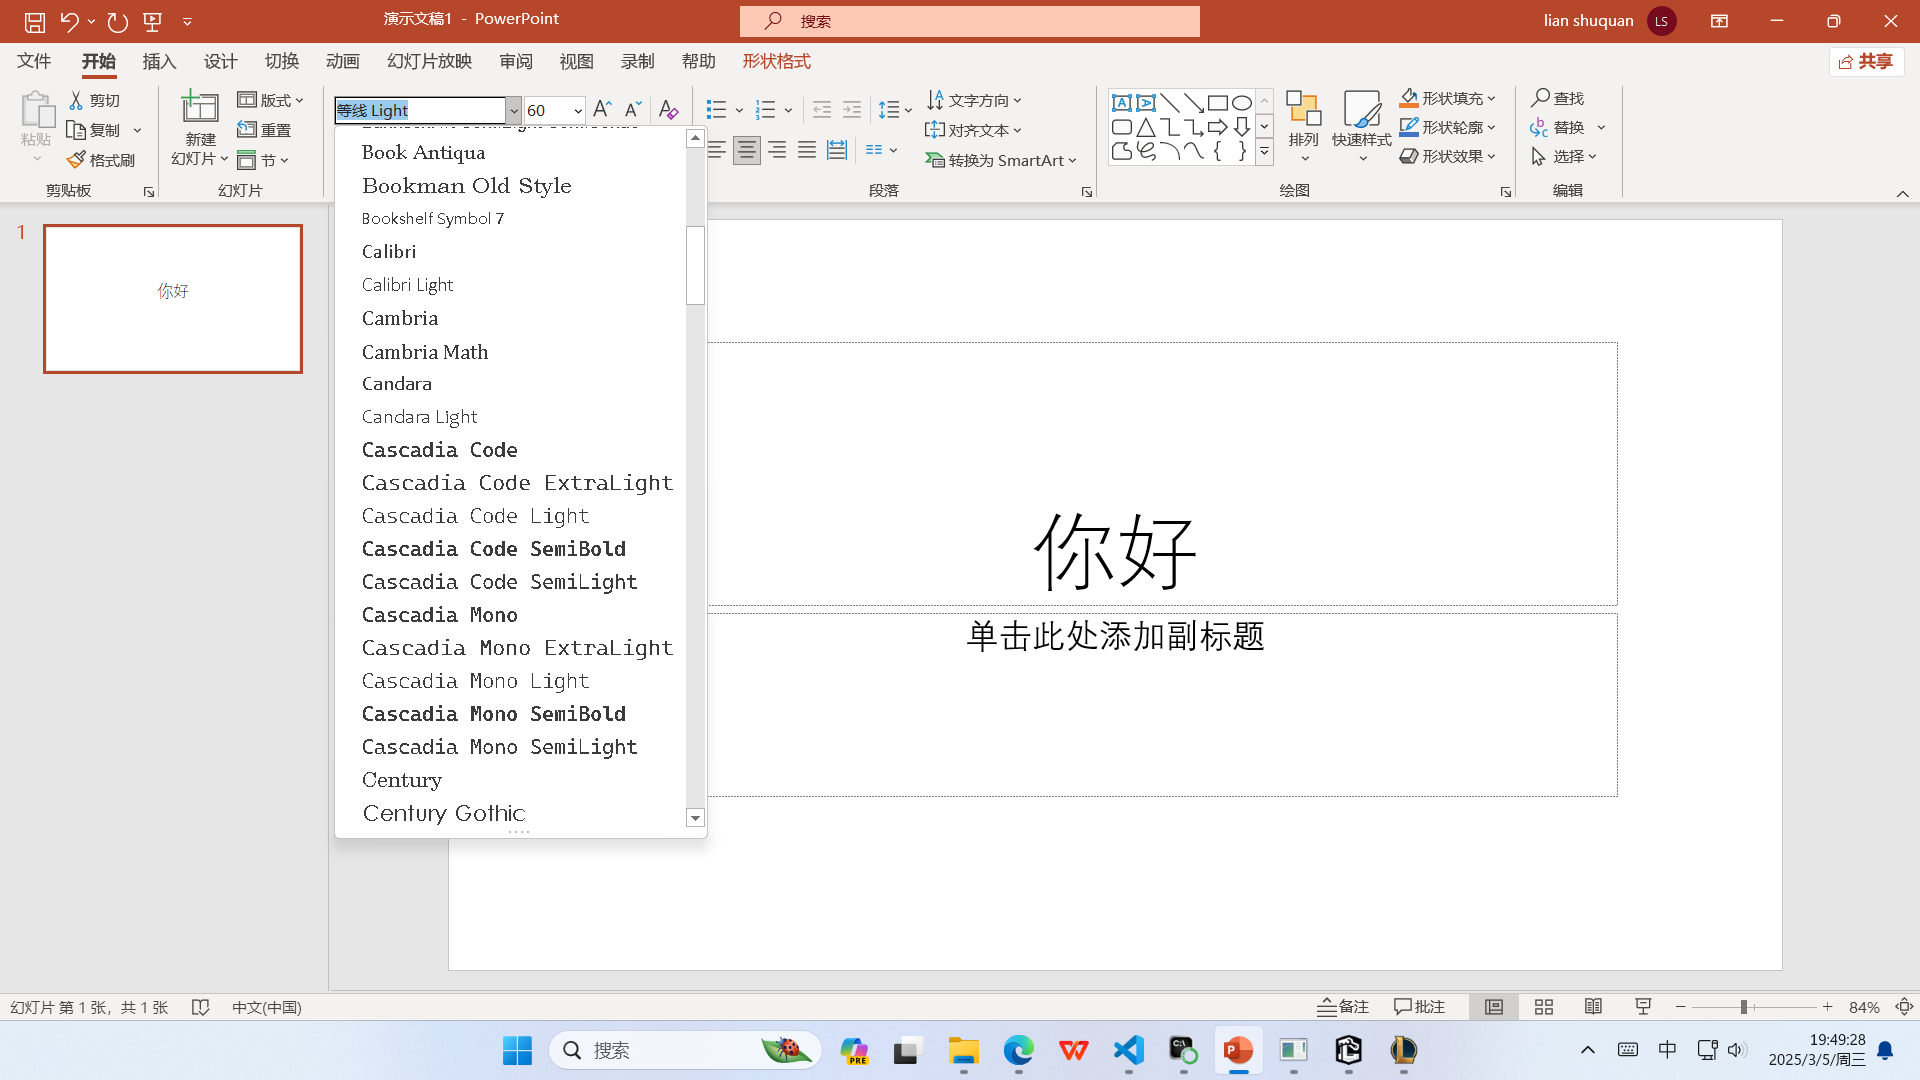 演示文稿1 - PowerPoint
搜索
lian shuquan
LS
文件
开始
插入
设计
切换
动画
幻灯片放映
审阅
视图
录制
帮助
形状格式
共享
粘贴
剪切
复制
格式刷
剪贴板
新建
幻灯片
版式
重置
节
幻灯片
等线 Light
60
文字方向
对齐文本
转换为 SmartArt
段落
排列
快速样式
形状填充
形状轮廓
形状效果
绘图
查找
替换
选择
编辑
Book Antiqua
Bookman Old Style
Bookshelf Symbol 7
Calibri
Calibri Light
Cambria
Cambria Math
Candara
Candara Light
Cascadia Code
Cascadia Code ExtraLight
Cascadia Code Light
Cascadia Code SemiBold
Cascadia Code SemiLight
Cascadia Mono
Cascadia Mono ExtraLight
Cascadia Mono Light
Cascadia Mono SemiBold
Cascadia Mono SemiLight
Century
Century Gothic
1
你好
你好
单击此处添加副标题
幻灯片 第 1 张，共 1 张
中文(中国)
备注
批注
84%
搜索
PRE
中
19:49:28
2025/3/5/周三